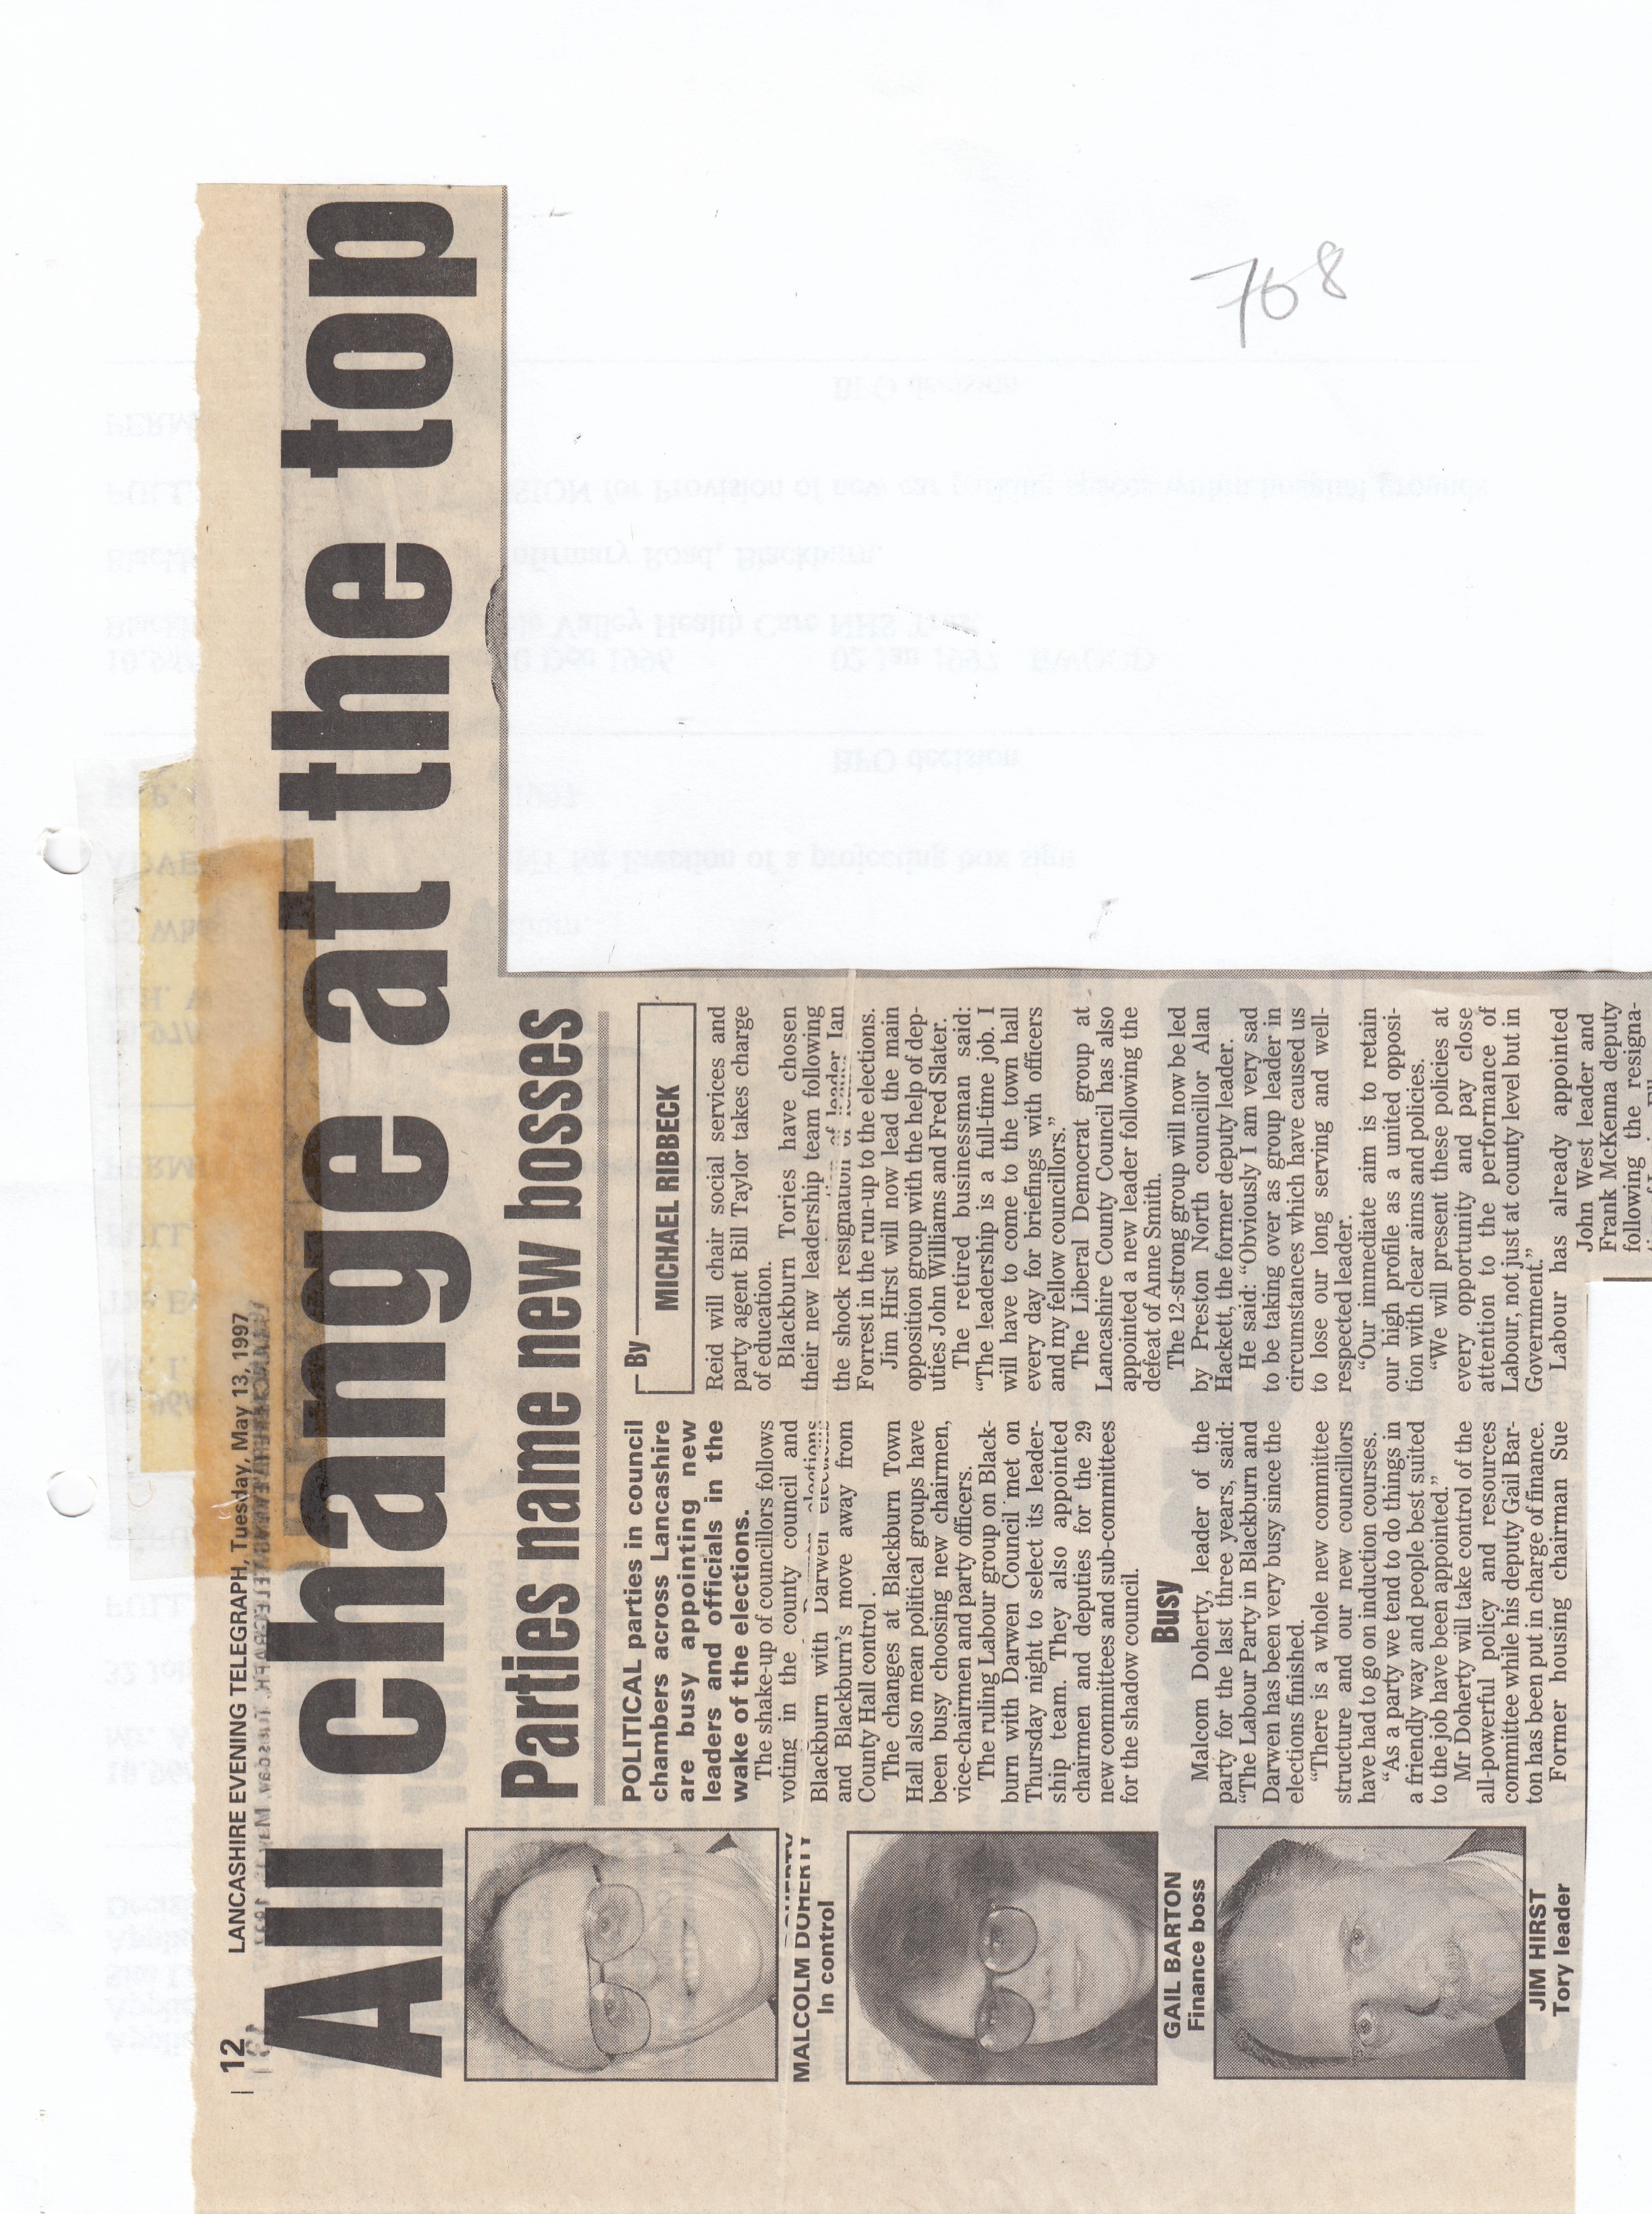 12 LANCASHIRE EVENING TELEGRAPH, Tuesday, May 13, 1997
All change at the top
Parties name new bosses
MALCOLM DOHERTY
In control
GAIL BARTON
Finance boss
JIM HIRST
Tory leader
POLITICAL parties in council
chambers across Lancashire
are busy appointing new
leaders and officials in the
wake of the elections.
The shake-up of councillors follows
voting in the county council and
Blackburn with Darwen elections
and Blackburn's move away from
County Hall control.
The changes at Blackburn Town
Hall also mean political groups have
been busy choosing new chairmen,
vice-chairmen and party officers.
The ruling Labour group on Black-
burn with Darwen Council met on
Thursday night to select its leader-
ship team. They also appointed
chairmen and deputies for the 29
new committees and sub-committees
for the shadow council.
Busy
Malcom Doherty, leader of the
party for the last three years, said:
"The Labour Party in Blackburn and
Darwen has been very busy since the
elections finished.
"There is a whole new committee
structure and our new councillors
have had to go on induction courses.
"As a party we tend to do things in
a friendly way and people best suited
to the job have been appointed."
Mr Doherty will take control of the
all-powerful policy and resources
committee while his deputy Gail Bar-
ton has been put in charge of finance.
Former housing chairman Sue
By
MICHAEL RIBBECK
Reid will chair social services and
party agent Bill Taylor takes charge
of education.
Blackburn Tories have chosen
their new leadership team following
the shock resignation of leader Ian
Forrest in the run-up to the elections.
Jim Hirst will now lead the main
opposition group with the help of dep-
uties John Williams and Fred Slater.
The retired businessman said:
"The leadership is a full-time job. I
will have to come to the town hall
every day for briefings with officers
and my fellow councillors."
The Liberal Democrat group at
Lancashire County Council has also
appointed a new leader following the
defeat of Anne Smith.
The 12-strong group will now be led
by Preston North councillor Alan
Hackett, the former deputy leader.
He said: "Obviously I am very sad
to be taking over as group leader in
circumstances which have caused us
to lose our long serving and well-
respected leader.
"Our immediate aim is to retain
our high profile as a united opposi-
tion with clear aims and policies.
"We will present these policies at
every opportunity and pay close
attention to the performance of
Labour, not just at county level but in
Government."
Labour has already appointed
John West leader and
Frank McKenna deputy
following the resigna-
768